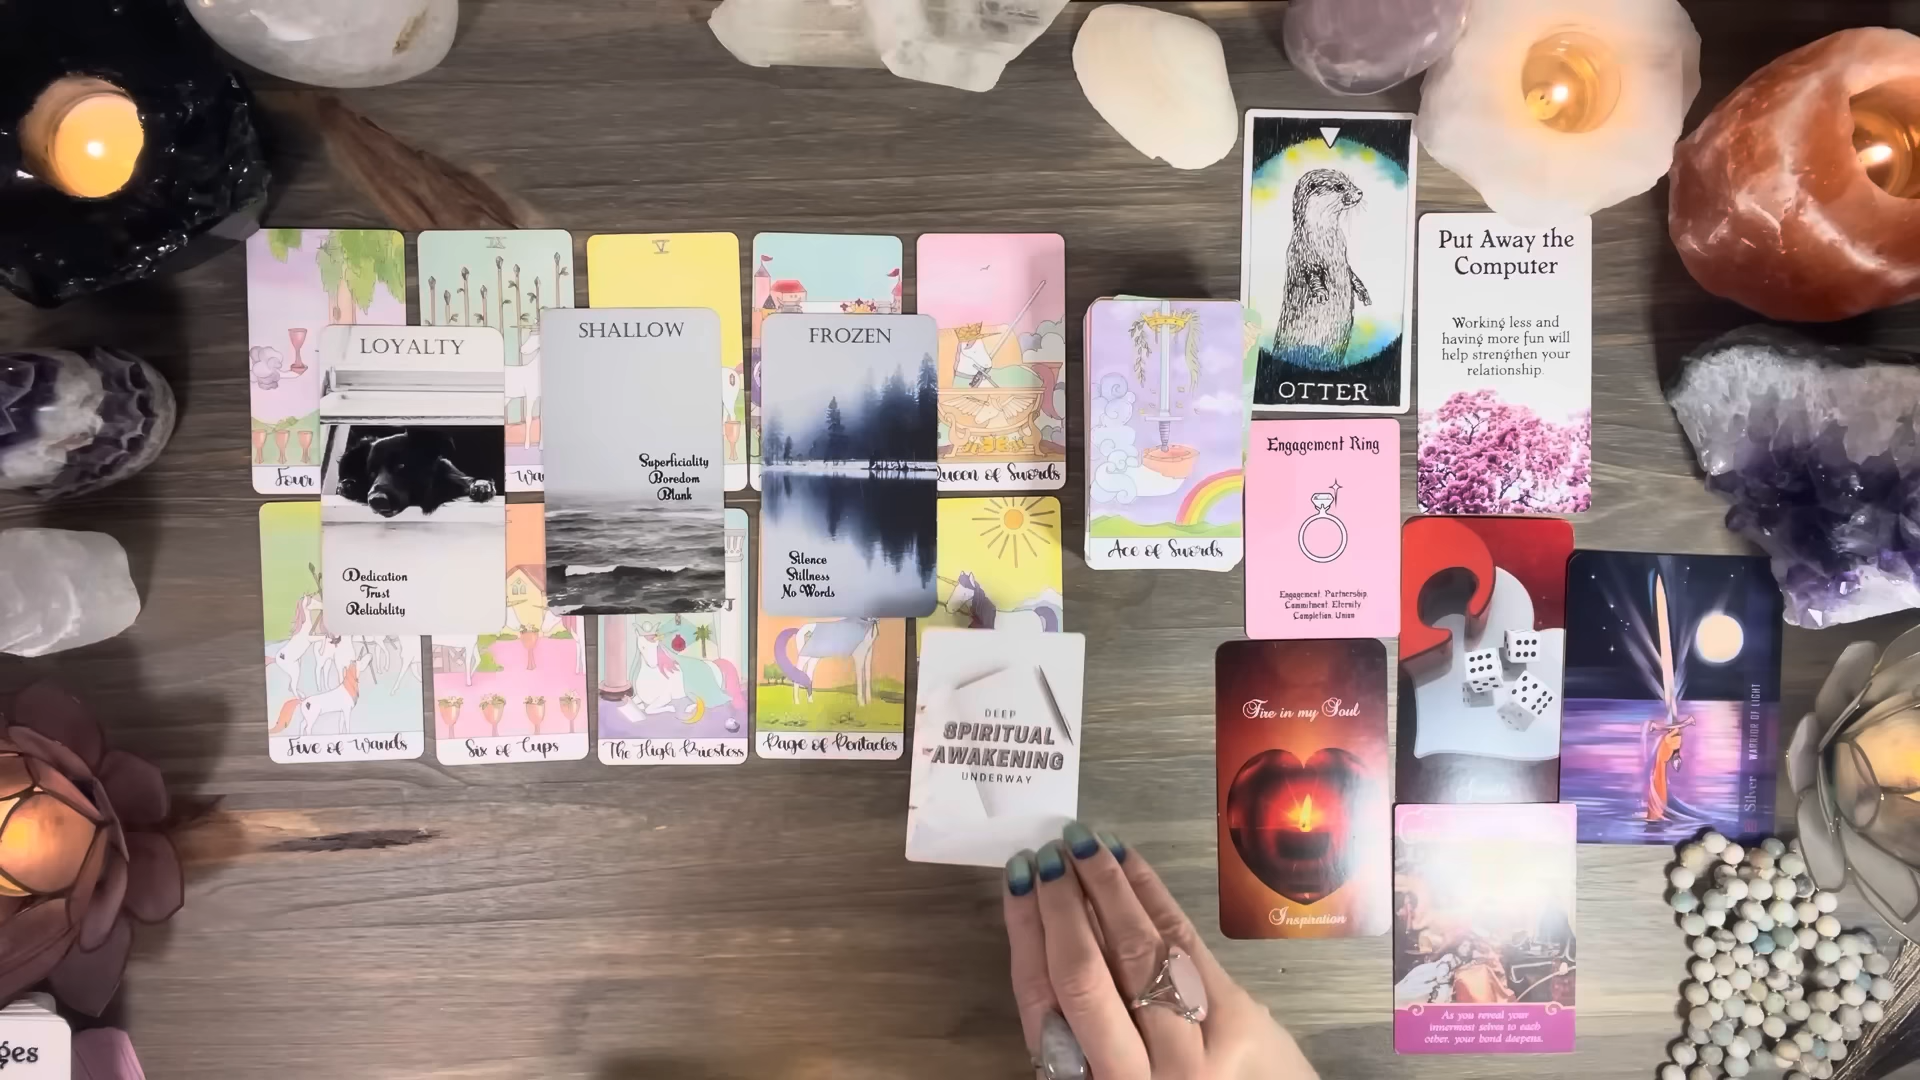 VI
V
Four
Wa
Queen of Swords
LOYALTY
Dedication
Trust
Reliability
SHALLOW
Superficiality
Boredom
Blank
FROZEN
Silence
Stillness
No Words
Five of Wands
Six of Cups
The High Priestess
Page of Pentacles
Ace of Swords
DEEP
SPIRITUAL
AWAKENING
UNDERWAY
OTTER
Put Away the
Computer
Working less and
having more fun will
help strengthen your
relationship.
Engagement Ring
Engagement, Partnership,
Commitment, Eternity
Completion, Union
Fire in my Soul
Inspiration
Silver WARRIOR OF LIGHT
As you reveal your
innermost selves to each
other, your bond deepens.
ges